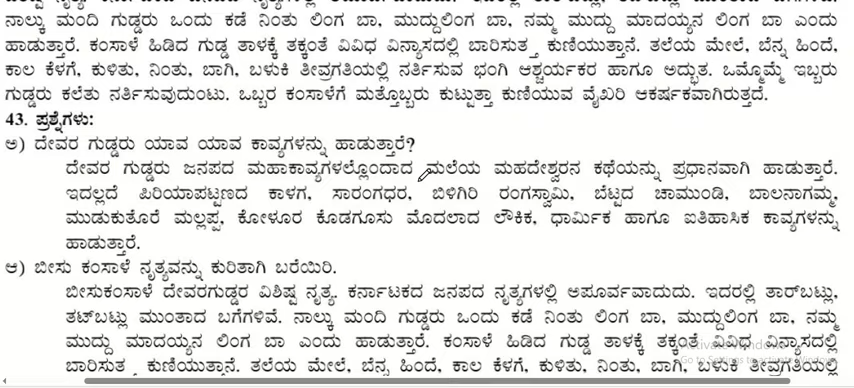 ನಾಲ್ಕು ಮಂದಿ ಗುಡ್ಡರು ಒಂದು ಕಡೆ ನಿಂತು ಲಿಂಗ ಬಾ, ಮುದ್ದುಲಿಂಗ ಬಾ, ನಮ್ಮ ಮುದ್ದು ಮಾದಯ್ಯನ ಲಿಂಗ ಬಾ ಎಂದು
ಹಾಡುತ್ತಾರೆ. ಕಂಸಾಳೆ ಹಿಡಿದ ಗುಡ್ಡ ತಾಳಕ್ಕೆ ತಕ್ಕಂತೆ ವಿವಿಧ ವಿನ್ಯಾಸದಲ್ಲಿ ಬಾರಿಸುತ್ತ ಕುಣಿಯುತ್ತಾನೆ. ತಲೆಯ ಮೇಲೆ, ಬೆನ್ನ ಹಿಂದೆ,
ಕಾಲ ಕೆಳಗೆ, ಕುಳಿತು, ನಿಂತು, ಬಾಗಿ, ಬಳುಕಿ ತೀವ್ರಗತಿಯಲ್ಲಿ ನರ್ತಿಸುವ ಭಂಗಿ ಆಶ್ಚರ್ಯಕರ ಹಾಗೂ ಅದ್ಭುತ. ಒಮ್ಮೊಮ್ಮೆ ಇಬ್ಬರು
ಗುಡ್ಡರು ಕಲೆತು ನರ್ತಿಸುವುದುಂಟು. ಒಬ್ಬರ ಕಂಸಾಳೆಗೆ ಮತ್ತೊಬ್ಬರು ಕುಟ್ಟುತ್ತಾ ಕುಣಿಯುವ ವೈಖರಿ ಆಕರ್ಷಕವಾಗಿರುತ್ತದೆ.
43. ಪ್ರಶ್ನೆಗಳು:
ಅ) ದೇವರ ಗುಡ್ಡರು ಯಾವ ಯಾವ ಕಾವ್ಯಗಳನ್ನು ಹಾಡುತ್ತಾರೆ?
ದೇವರ ಗುಡ್ಡರು ಜನಪದ ಮಹಾಕಾವ್ಯಗಳಲ್ಲೊಂದಾದ ಮಲೆಯ ಮಹದೇಶ್ವರನ ಕಥೆಯನ್ನು ಪ್ರಧಾನವಾಗಿ ಹಾಡುತ್ತಾರೆ.
ಇದಲ್ಲದೆ ಪಿರಿಯಾಪಟ್ಟಣದ ಕಾಳಗ, ಸಾರಂಗಧರ, ಬಿಳಿಗಿರಿ ರಂಗಸ್ವಾಮಿ, ಬೆಟ್ಟದ ಚಾಮುಂಡಿ, ಬಾಲನಾಗಮ್ಮ,
ಮುಡುಕುತೊರೆ ಮಲ್ಲಪ್ಪ, ಕೋಳೂರ ಕೊಡಗೂಸು ಮೊದಲಾದ ಲೌಕಿಕ, ಧಾರ್ಮಿಕ ಹಾಗೂ ಐತಿಹಾಸಿಕ ಕಾವ್ಯಗಳನ್ನು
ಹಾಡುತ್ತಾರೆ.
ಆ) ಬೀಸು ಕಂಸಾಳೆ ನೃತ್ಯವನ್ನು ಕುರಿತಾಗಿ ಬರೆಯಿರಿ.
ಬೀಸುಕಂಸಾಳೆ ದೇವರಗುಡ್ಡರ ವಿಶಿಷ್ಟ ನೃತ್ಯ. ಕರ್ನಾಟಕದ ಜನಪದ ನೃತ್ಯಗಳಲ್ಲಿ ಅಪೂರ್ವವಾದುದು. ಇದರಲ್ಲಿ ತಾರ್‌ಬಟ್ಲು,
ತಟ್‌ಬಟ್ಲು ಮುಂತಾದ ಬಗೆಗಳಿವೆ. ನಾಲ್ಕು ಮಂದಿ ಗುಡ್ಡರು ಒಂದು ಕಡೆ ನಿಂತು ಲಿಂಗ ಬಾ, ಮುದ್ದುಲಿಂಗ ಬಾ, ನಮ್ಮ
ಮುದ್ದು ಮಾದಯ್ಯನ ಲಿಂಗ ಬಾ ಎಂದು ಹಾಡುತ್ತಾರೆ. ಕಂಸಾಳೆ ಹಿಡಿದ ಗುಡ್ಡ ತಾಳಕ್ಕೆ ತಕ್ಕಂತೆ ವಿವಿಧ ವಿನ್ಯಾಸದಲ್ಲಿ
ಬಾರಿಸುತ್ತ ಕುಣಿಯುತ್ತಾನೆ. ತಲೆಯ ಮೇಲೆ, ಬೆನ್ನ ಹಿಂದೆ, ಕಾಲ ಕೆಳಗೆ, ಕುಳಿತು, ನಿಂತು, ಬಾಗಿ, ಬಳುಕಿ ತೀವ್ರಗತಿಯಲ್ಲಿ